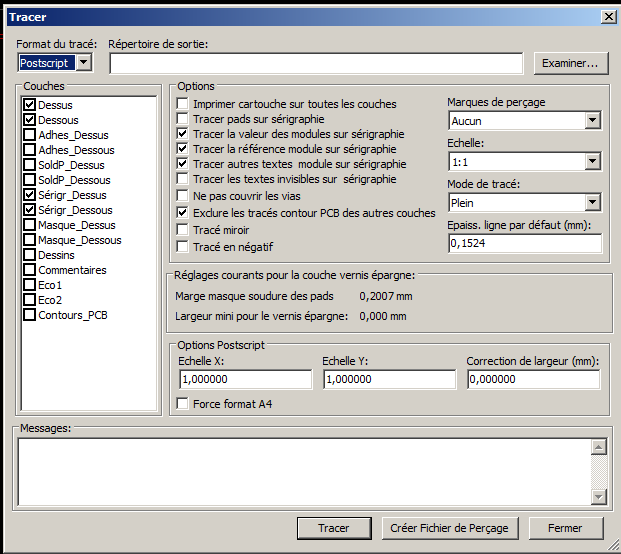 Tracer
Format du tracé: Répertoire de sortie:
Postscript Examiner...
Couches
Dessus
Dessous
Adhes_Dessus
Adhes_Dessous
SoldP_Dessus
SoldP_Dessous
Sérigr_Dessus
Sérigr_Dessous
Masque_Dessus
Masque_Dessous
Dessins
Commentaires
Eco1
Eco2
Contours_PCB
Options
Imprimer cartouche sur toutes les couches
Tracer pads sur sérigraphie
Tracer la valeur des modules sur sérigraphie
Tracer la référence module sur sérigraphie
Tracer autres textes module sur sérigraphie
Tracer les textes invisibles sur sérigraphie
Ne pas couvrir les vias
Exclure les tracés contour PCB des autres couches
Tracé miroir
Tracé en négatif
Marques de perçage
Aucun
Echelle:
1:1
Mode de tracé:
Plein
Epaiss. ligne par défaut (mm):
0,1524
Réglages courants pour la couche vernis épargne:
Marge masque soudure des pads 0,2007 mm
Largeur mini pour le vernis épargne: 0,000 mm
Options Postscript
Echelle X: Echelle Y: Correction de largeur (mm):
1,000000 1,000000 0,000000
Force format A4
Messages:
Tracer Créer Fichier de Perçage Fermer